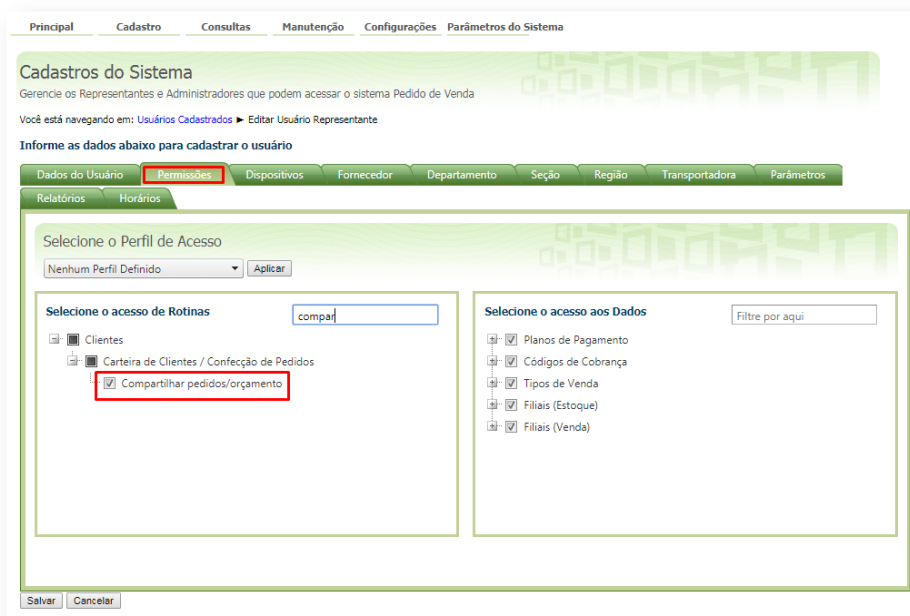 Principal Cadastro Consultas Manutenção Configurações Parâmetros do Sistema
Cadastros do Sistema
Gerencie os Representantes e Administradores que podem acessar o sistema Pedido de Venda
Você está navegando em: Usuários Cadastrados ► Editar Usuário Representante
Informe as dados abaixo para cadastrar o usuário
Dados do Usuário Permissões Dispositivos Fornecedor Departamento Seção Região Transportadora Parâmetros
Relatórios Horários
Selecione o Perfil de Acesso
Nenhum Perfil Definido Aplicar
Selecione o acesso de Rotinas compar
Clientes
Carteira de Clientes / Confecção de Pedidos
Compartilhar pedidos/orçamento
Selecione o acesso aos Dados Filtre por aqui
Planos de Pagamento
Códigos de Cobrança
Tipos de Venda
Filiais (Estoque)
Filiais (Venda)
Salvar Cancelar